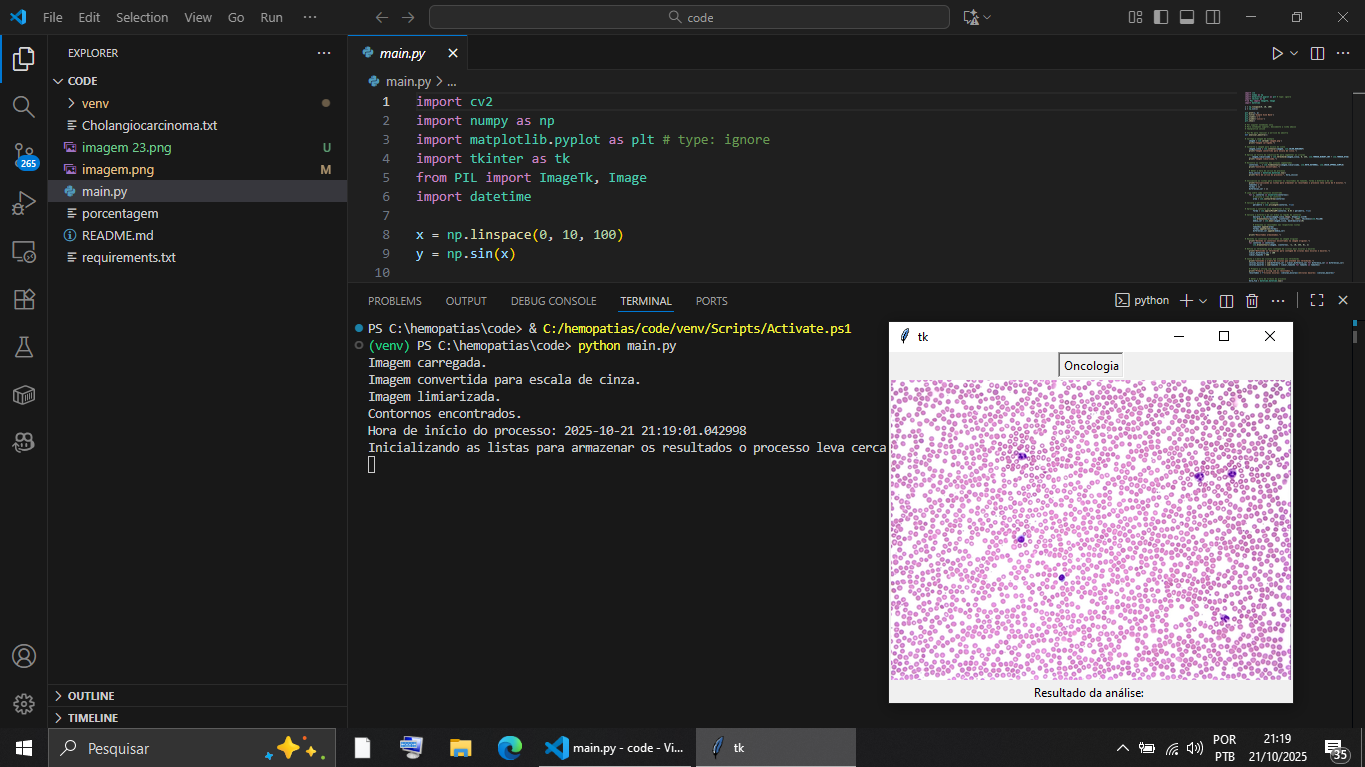 File Edit Selection View Go Run ···
code
EXPLORER ···
CODE
venv
Cholangiocarcinoma.txt
imagem 23.png U
imagem.png M
main.py
porcentagem
README.md
requirements.txt
265
OUTLINE
TIMELINE
main.py
main.py > ...
1 import cv2
2 import numpy as np
3 import matplotlib.pyplot as plt # type: ignore
4 import tkinter as tk
5 from PIL import ImageTk, Image
6 import datetime
7
8 x = np.linspace(0, 10, 100)
9 y = np.sin(x)
10
PROBLEMS OUTPUT DEBUG CONSOLE TERMINAL PORTS
python
PS C:\hemopatias\code> & C:/hemopatias/code/venv/Scripts/Activate.ps1
(venv) PS C:\hemopatias\code> python main.py
Imagem carregada.
Imagem convertida para escala de cinza.
Imagem limiarizada.
Contornos encontrados.
Hora de início do processo: 2025-10-21 21:19:01.042998
Inicializando as listas para armazenar os resultados o processo leva cerca
tk
Oncologia
Resultado da análise:
Pesquisar
main.py - code - Vi...
tk
POR
PTB
21:19
21/10/2025
35